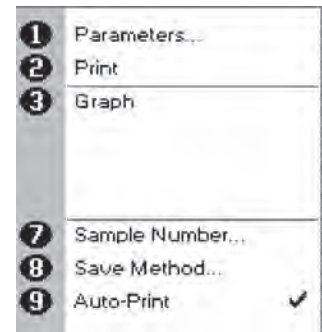 1 Parameters...
2 Print
3 Graph
7 Sample Number...
8 Save Method...
9 Auto-Print ✓